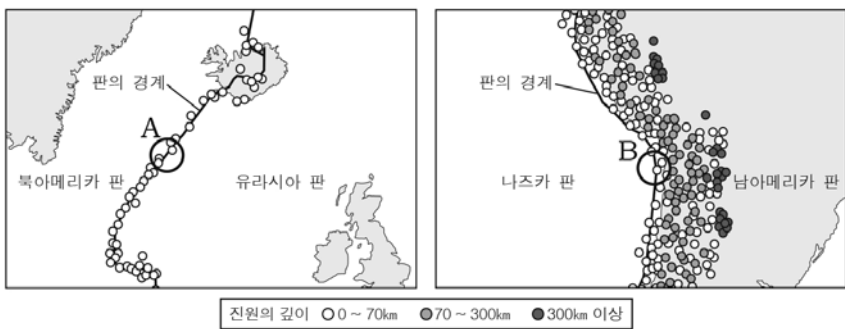 판의 경계
A
북아메리카 판
유라시아 판
판의 경계
B
나즈카 판
남아메리카 판
진원의 깊이 0 ~ 70km 70 ~ 300km 300km 이상